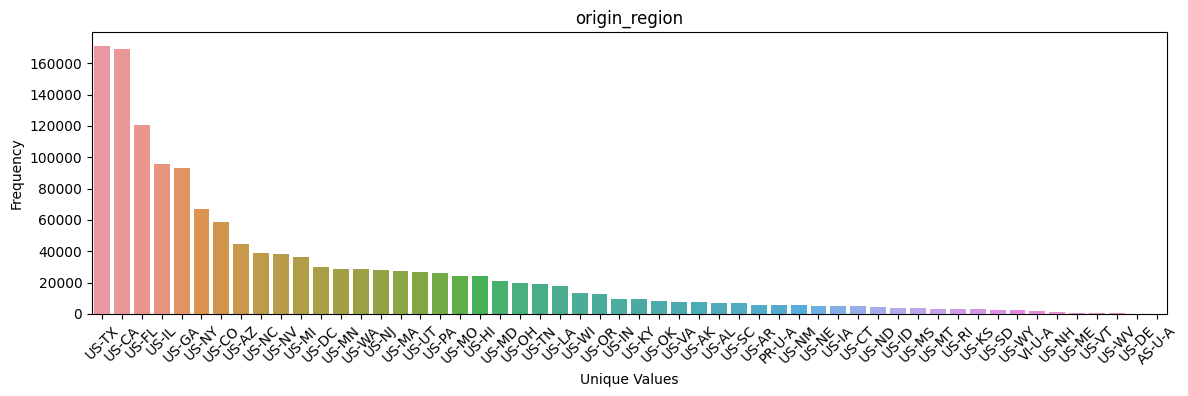 origin_region
Frequency
160000
140000
120000
100000
80000
60000
40000
20000
0
US-TX
US-CA
US-FL
US-IL
US-GA
US-NY
US-CO
US-AZ
US-NC
US-NV
US-MI
US-DC
US-MN
US-WA
US-NJ
US-MA
US-UT
US-PA
US-MO
US-HI
US-MD
US-OH
US-TN
US-LA
US-WI
US-OR
US-IN
US-KY
US-OK
US-VA
US-AK
US-AL
US-SC
US-AR
PR-U-A
US-NM
US-NE
US-IA
US-CT
US-ND
US-ID
US-MS
US-MT
US-RI
US-KS
US-SD
US-WY
VI-U-A
US-NH
US-ME
US-VT
US-WV
US-DE
AS-U-A
Unique Values